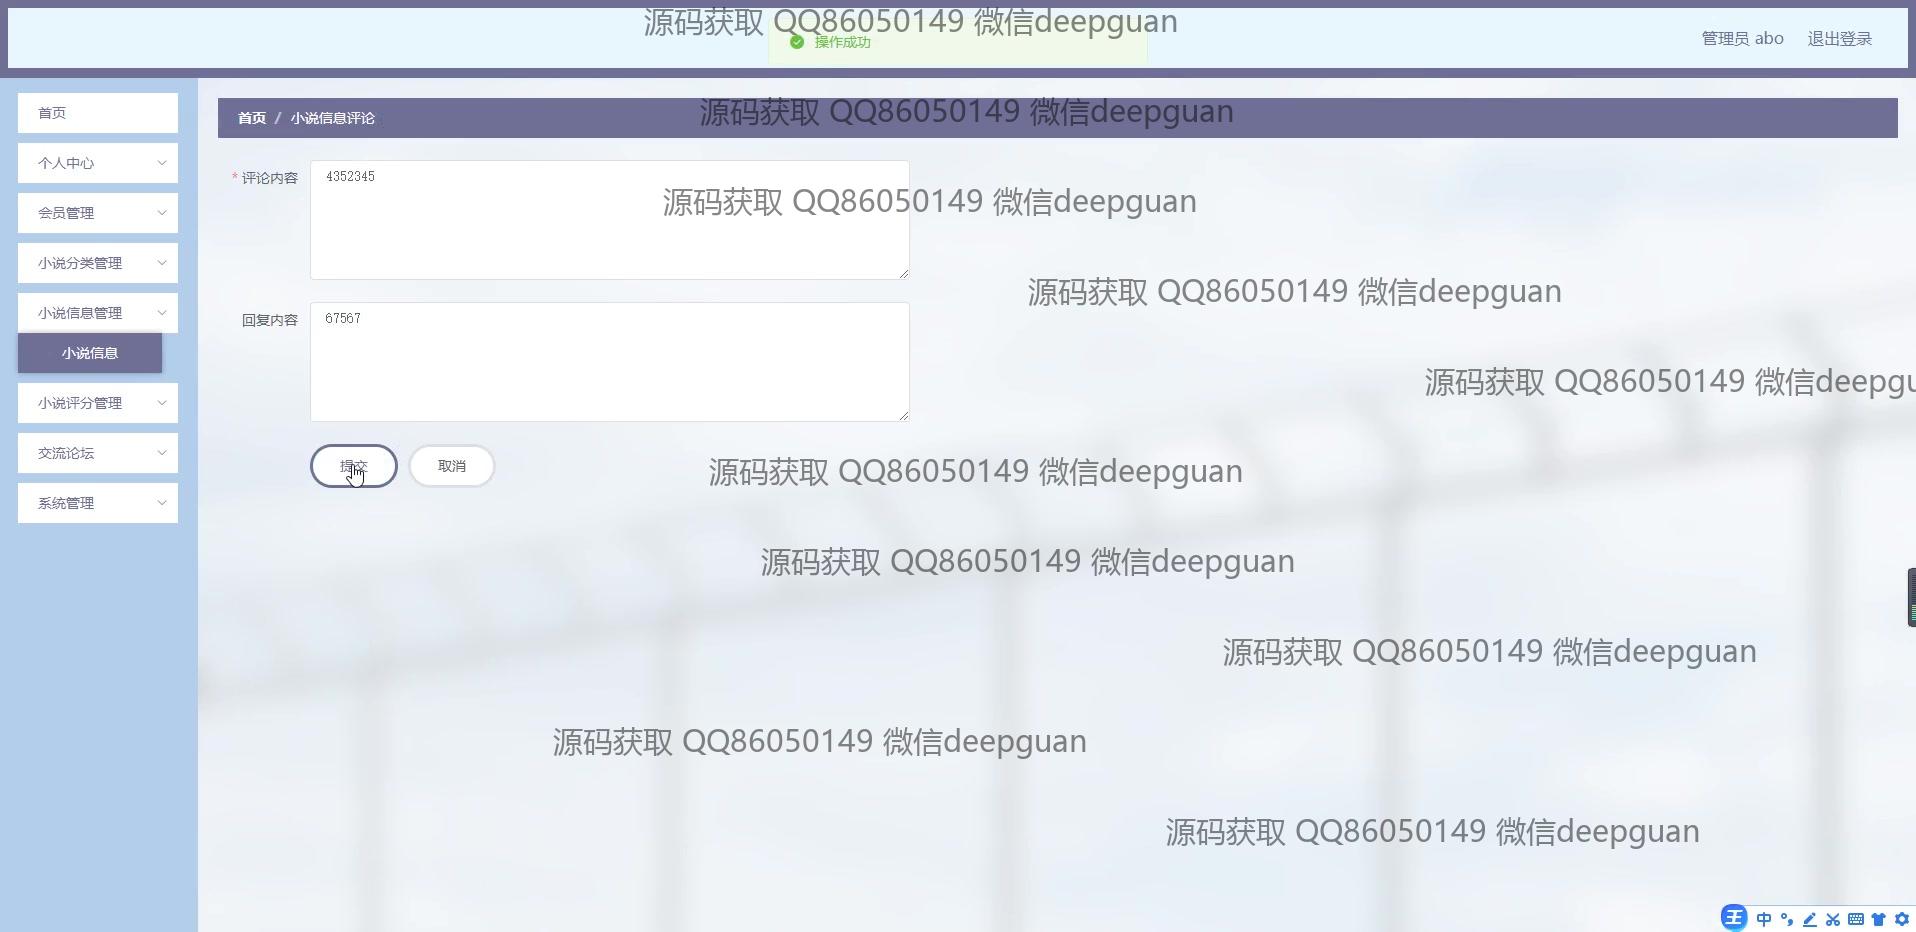 源码获取 QQ86050149 微信deepguan
操作成功
管理员 abo
退出登录
首页
个人中心
会员管理
小说分类管理
小说信息管理
小说信息
小说评分管理
交流论坛
系统管理
首页 / 小说信息评论
源码获取 QQ86050149 微信deepguan
* 评论内容
4352345
源码获取 QQ86050149 微信deepguan
源码获取 QQ86050149 微信deepguan
回复内容
67567
源码获取 QQ86050149 微信deepgu
提交
取消
源码获取 QQ86050149 微信deepguan
源码获取 QQ86050149 微信deepguan
源码获取 QQ86050149 微信deepguan
源码获取 QQ86050149 微信deepguan
源码获取 QQ86050149 微信deepguan
王 中